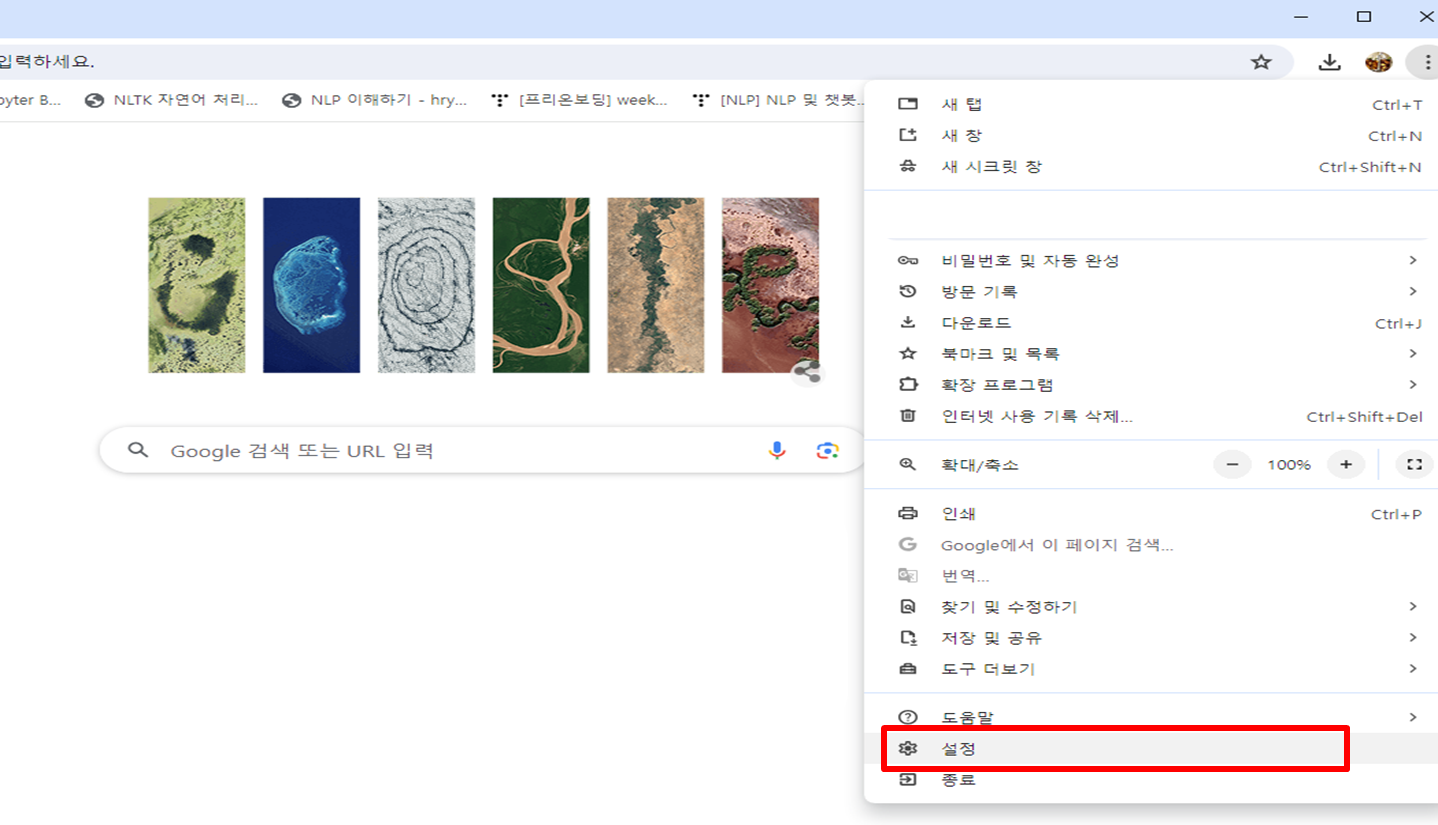 입력하세요.
NLTK 자연어 처리...
NLP 이해하기 - hry...
[프리온보딩] week...
[NLP] NLP 및 챗봇...
새 탭 Ctrl+T
새 창 Ctrl+N
새 시크릿 창 Ctrl+Shift+N
비밀번호 및 자동 완성
방문 기록
다운로드 Ctrl+J
북마크 및 목록
확장 프로그램
인터넷 사용 기록 삭제... Ctrl+Shift+Del
확대/축소 100%
인쇄 Ctrl+P
Google에서 이 페이지 검색...
번역...
찾기 및 수정하기
저장 및 공유
도구 더보기
도움말
설정
종료
Google 검색 또는 URL 입력